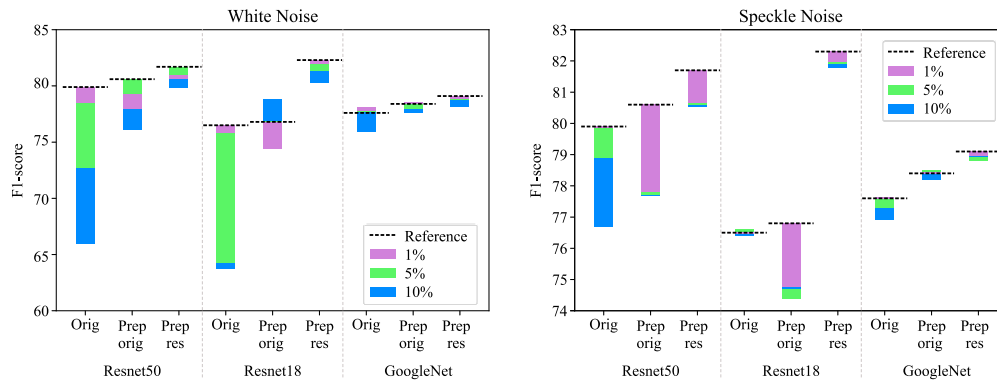 White Noise
F1-score
85
80
75
70
65
60
Reference
1%
5%
10%
Orig Prep orig Prep res Orig Prep orig Prep res Orig Prep orig Prep res
Resnet50 Resnet18 GoogleNet
Speckle Noise
F1-score
83
82
81
80
79
78
77
76
75
74
Reference
1%
5%
10%
Orig Prep orig Prep res Orig Prep orig Prep res Orig Prep orig Prep res
Resnet50 Resnet18 GoogleNet